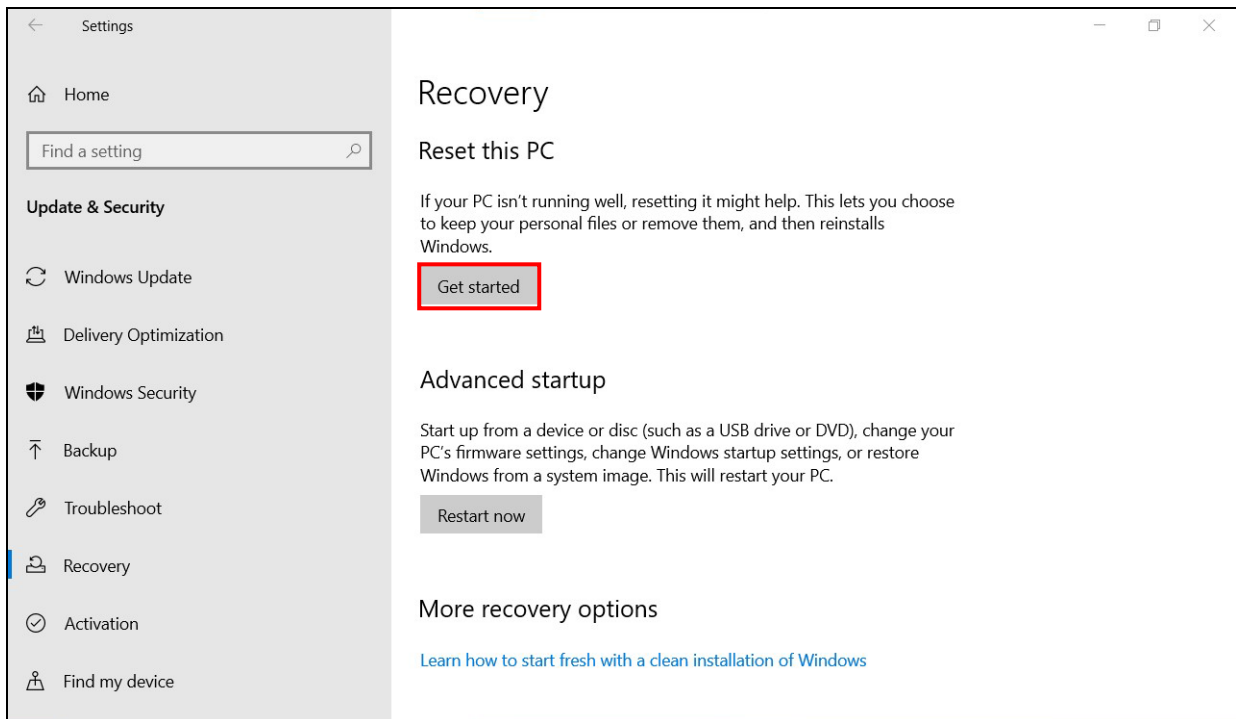 Settings
Home
Find a setting
Update & Security
Windows Update
Delivery Optimization
Windows Security
Backup
Troubleshoot
Recovery
Activation
Find my device
Recovery
Reset this PC
If your PC isn't running well, resetting it might help. This lets you choose
to keep your personal files or remove them, and then reinstalls
Windows.
Get started
Advanced startup
Start up from a device or disc (such as a USB drive or DVD), change your
PC's firmware settings, change Windows startup settings, or restore
Windows from a system image. This will restart your PC.
Restart now
More recovery options
Learn how to start fresh with a clean installation of Windows